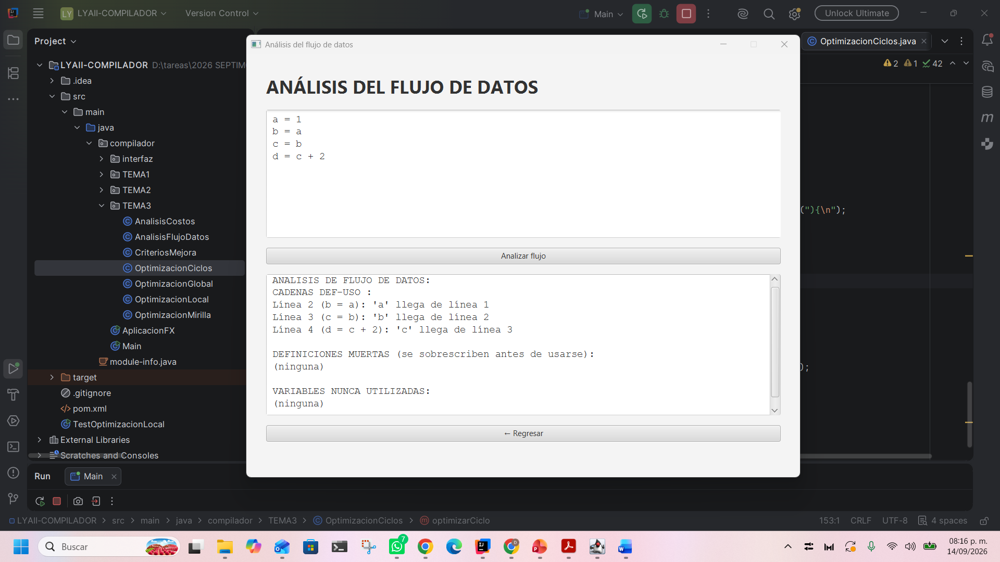 LY LYAII-COMPILADOR Version Control Main Unlock Ultimate
Project
LYAII-COMPILADOR D:\tareas\2026 SEPTIM
.idea
src
main
java
compilador
interfaz
TEMA1
TEMA2
TEMA3
AnalisisCostos
AnalisisFlujoDatos
CriteriosMejora
OptimizacionCiclos
OptimizacionGlobal
OptimizacionLocal
OptimizacionMirilla
AplicacionFX
Main
module-info.java
target
.gitignore
pom.xml
TestOptimizacionLocal
External Libraries
Scratches and Consoles
Análisis del flujo de datos
ANÁLISIS DEL FLUJO DE DATOS
a = 1
b = a
c = b
d = c + 2
Analizar flujo
ANALISIS DE FLUJO DE DATOS:
CADENAS DEF-USO :
Línea 2 (b = a): 'a' llega de línea 1
Línea 3 (c = b): 'b' llega de línea 2
Línea 4 (d = c + 2): 'c' llega de línea 3
DEFINICIONES MUERTAS (se sobrescriben antes de usarse):
(ninguna)
VARIABLES NUNCA UTILIZADAS:
(ninguna)
← Regresar
OptimizacionCiclos.java
2 1 42
("){\n");
);
Run Main
LYAII-COMPILADOR > src > main > java > compilador > TEMA3 > OptimizacionCiclos > optimizarCiclo
153:1 CRLF UTF-8 4 spaces
Buscar
7
08:16 p. m.
14/09/2026